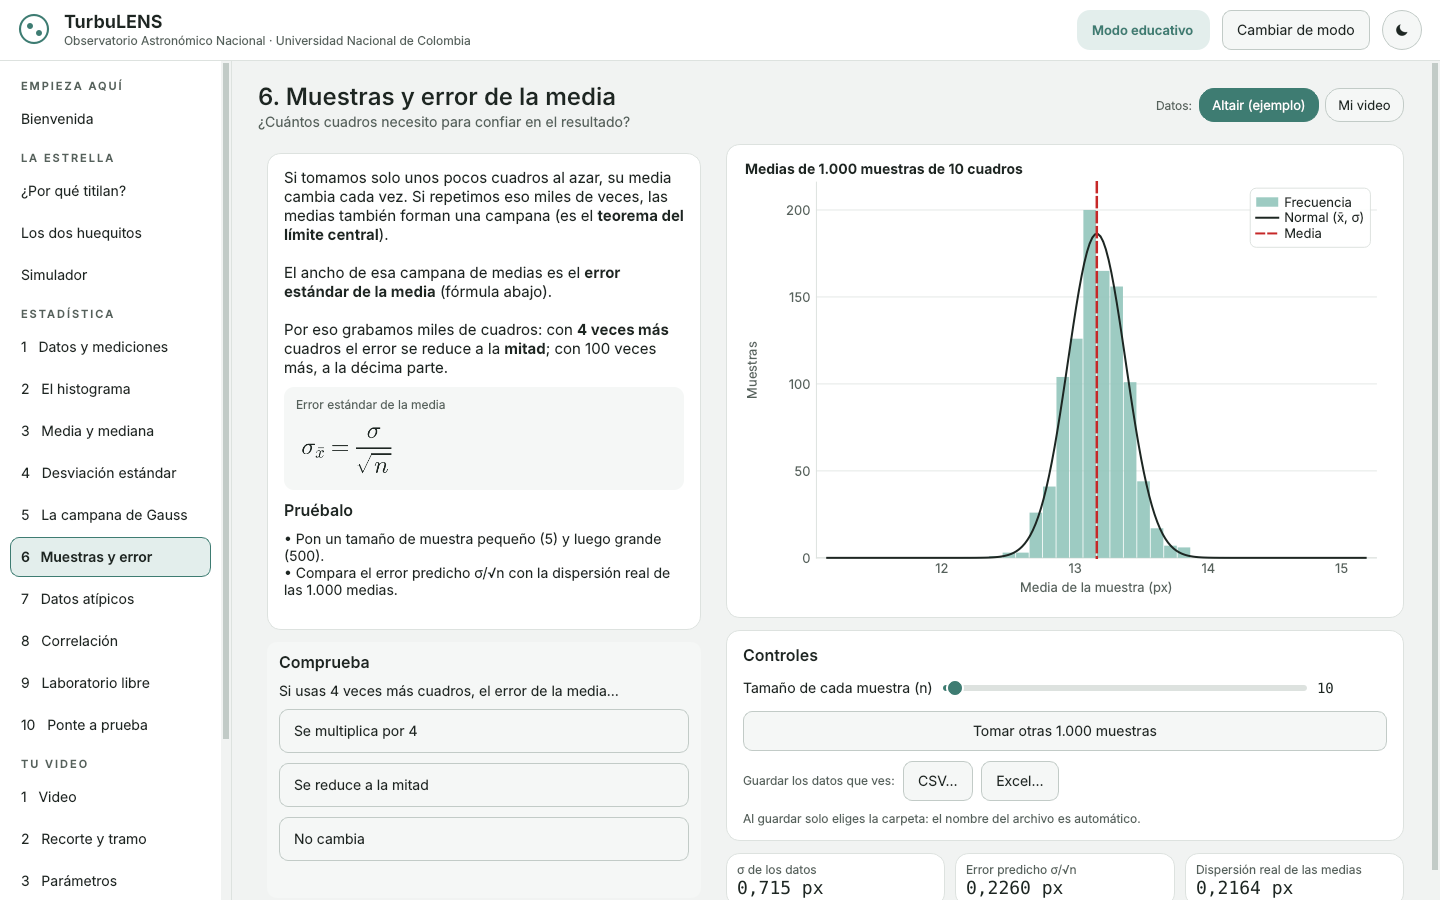 TurbuLENS
Observatorio Astronómico Nacional · Universidad Nacional de Colombia
Modo educativo
Cambiar de modo
EMPIEZA AQUÍ
Bienvenida
LA ESTRELLA
¿Por qué titilan?
Los dos huequitos
Simulador
ESTADÍSTICA
1 Datos y mediciones
2 El histograma
3 Media y mediana
4 Desviación estándar
5 La campana de Gauss
6 Muestras y error
7 Datos atípicos
8 Correlación
9 Laboratorio libre
10 Ponte a prueba
TU VIDEO
1 Video
2 Recorte y tramo
3 Parámetros
6. Muestras y error de la media
¿Cuántos cuadros necesito para confiar en el resultado?
Datos:
Altair (ejemplo)
Mi video
Si tomamos solo unos pocos cuadros al azar, su media
cambia cada vez. Si repetimos eso miles de veces, las
medias también forman una campana (es el teorema del
límite central).
El ancho de esa campana de medias es el error
estándar de la media (fórmula abajo).
Por eso grabamos miles de cuadros: con 4 veces más
cuadros el error se reduce a la mitad; con 100 veces
más, a la décima parte.
Error estándar de la media
σx̄ = σ/√n
Pruébalo
• Pon un tamaño de muestra pequeño (5) y luego grande
(500).
• Compara el error predicho σ/√n con la dispersión real de
las 1.000 medias.
Comprueba
Si usas 4 veces más cuadros, el error de la media...
Se multiplica por 4
Se reduce a la mitad
No cambia
Medias de 1.000 muestras de 10 cuadros
Frecuencia
Normal (x̄, σ)
Media
200
150
100
50
0
Muestras
12
13
14
15
Media de la muestra (px)
Controles
Tamaño de cada muestra (n)
10
Tomar otras 1.000 muestras
Guardar los datos que ves:
CSV...
Excel...
Al guardar solo eliges la carpeta: el nombre del archivo es automático.
σ de los datos
0,715 px
Error predicho σ/√n
0,2260 px
Dispersión real de las medias
0,2164 px